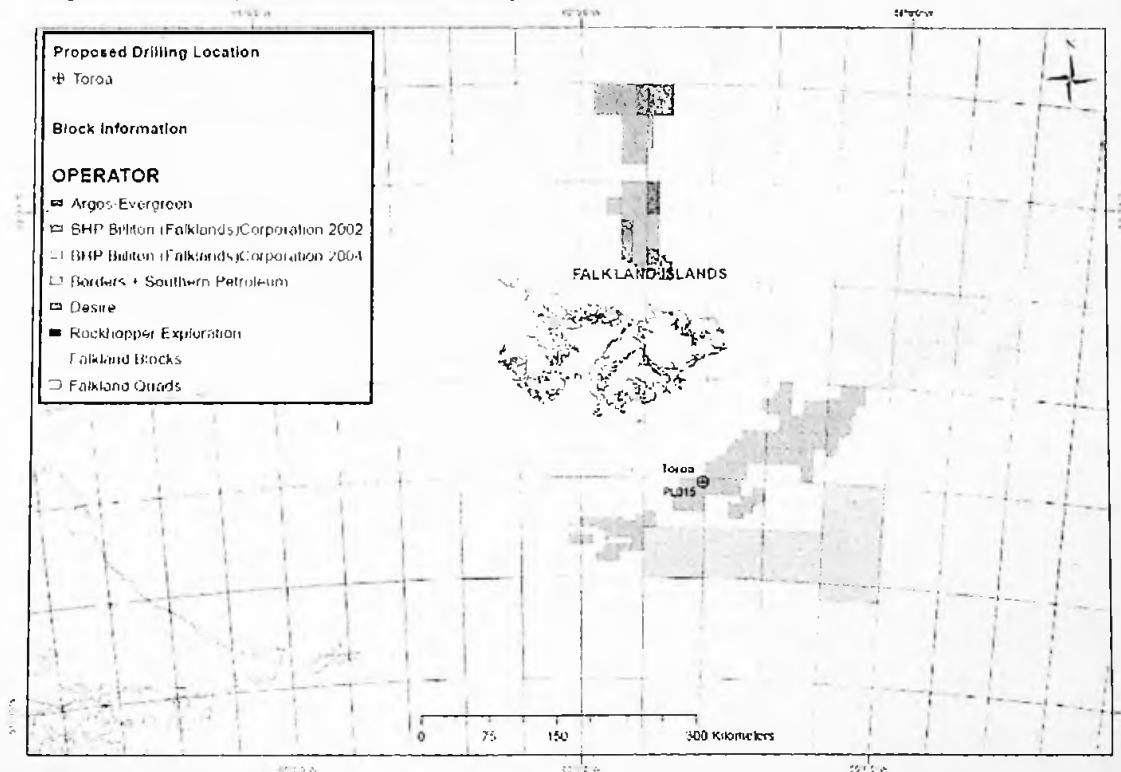 Proposed Drilling Location
Toroa
Block Information
OPERATOR
Argos-Evergreen
BHP Billiton (Falklands)Corporation 2002
BHP Billiton (Falklands)Corporation 2004
Borders + Southern Petroleum
Desire
Rockhopper Exploration
Falkland Blocks
Falkland Quads
FALKLAND ISLANDS
Toroa
PL015
0 75 150 300 Kilometers